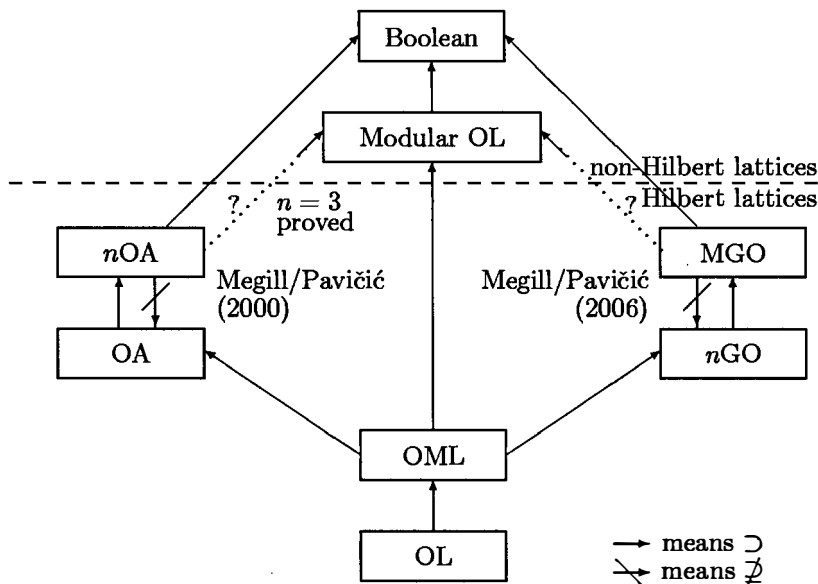 Boolean
Modular OL
non-Hilbert lattices
? n = 3 ? Hilbert lattices
proved
nOA MGO
Megill/Pavičić Megill/Pavičić
(2000) (2006)
OA nGO
OML
OL
means ⊃
means ⊅